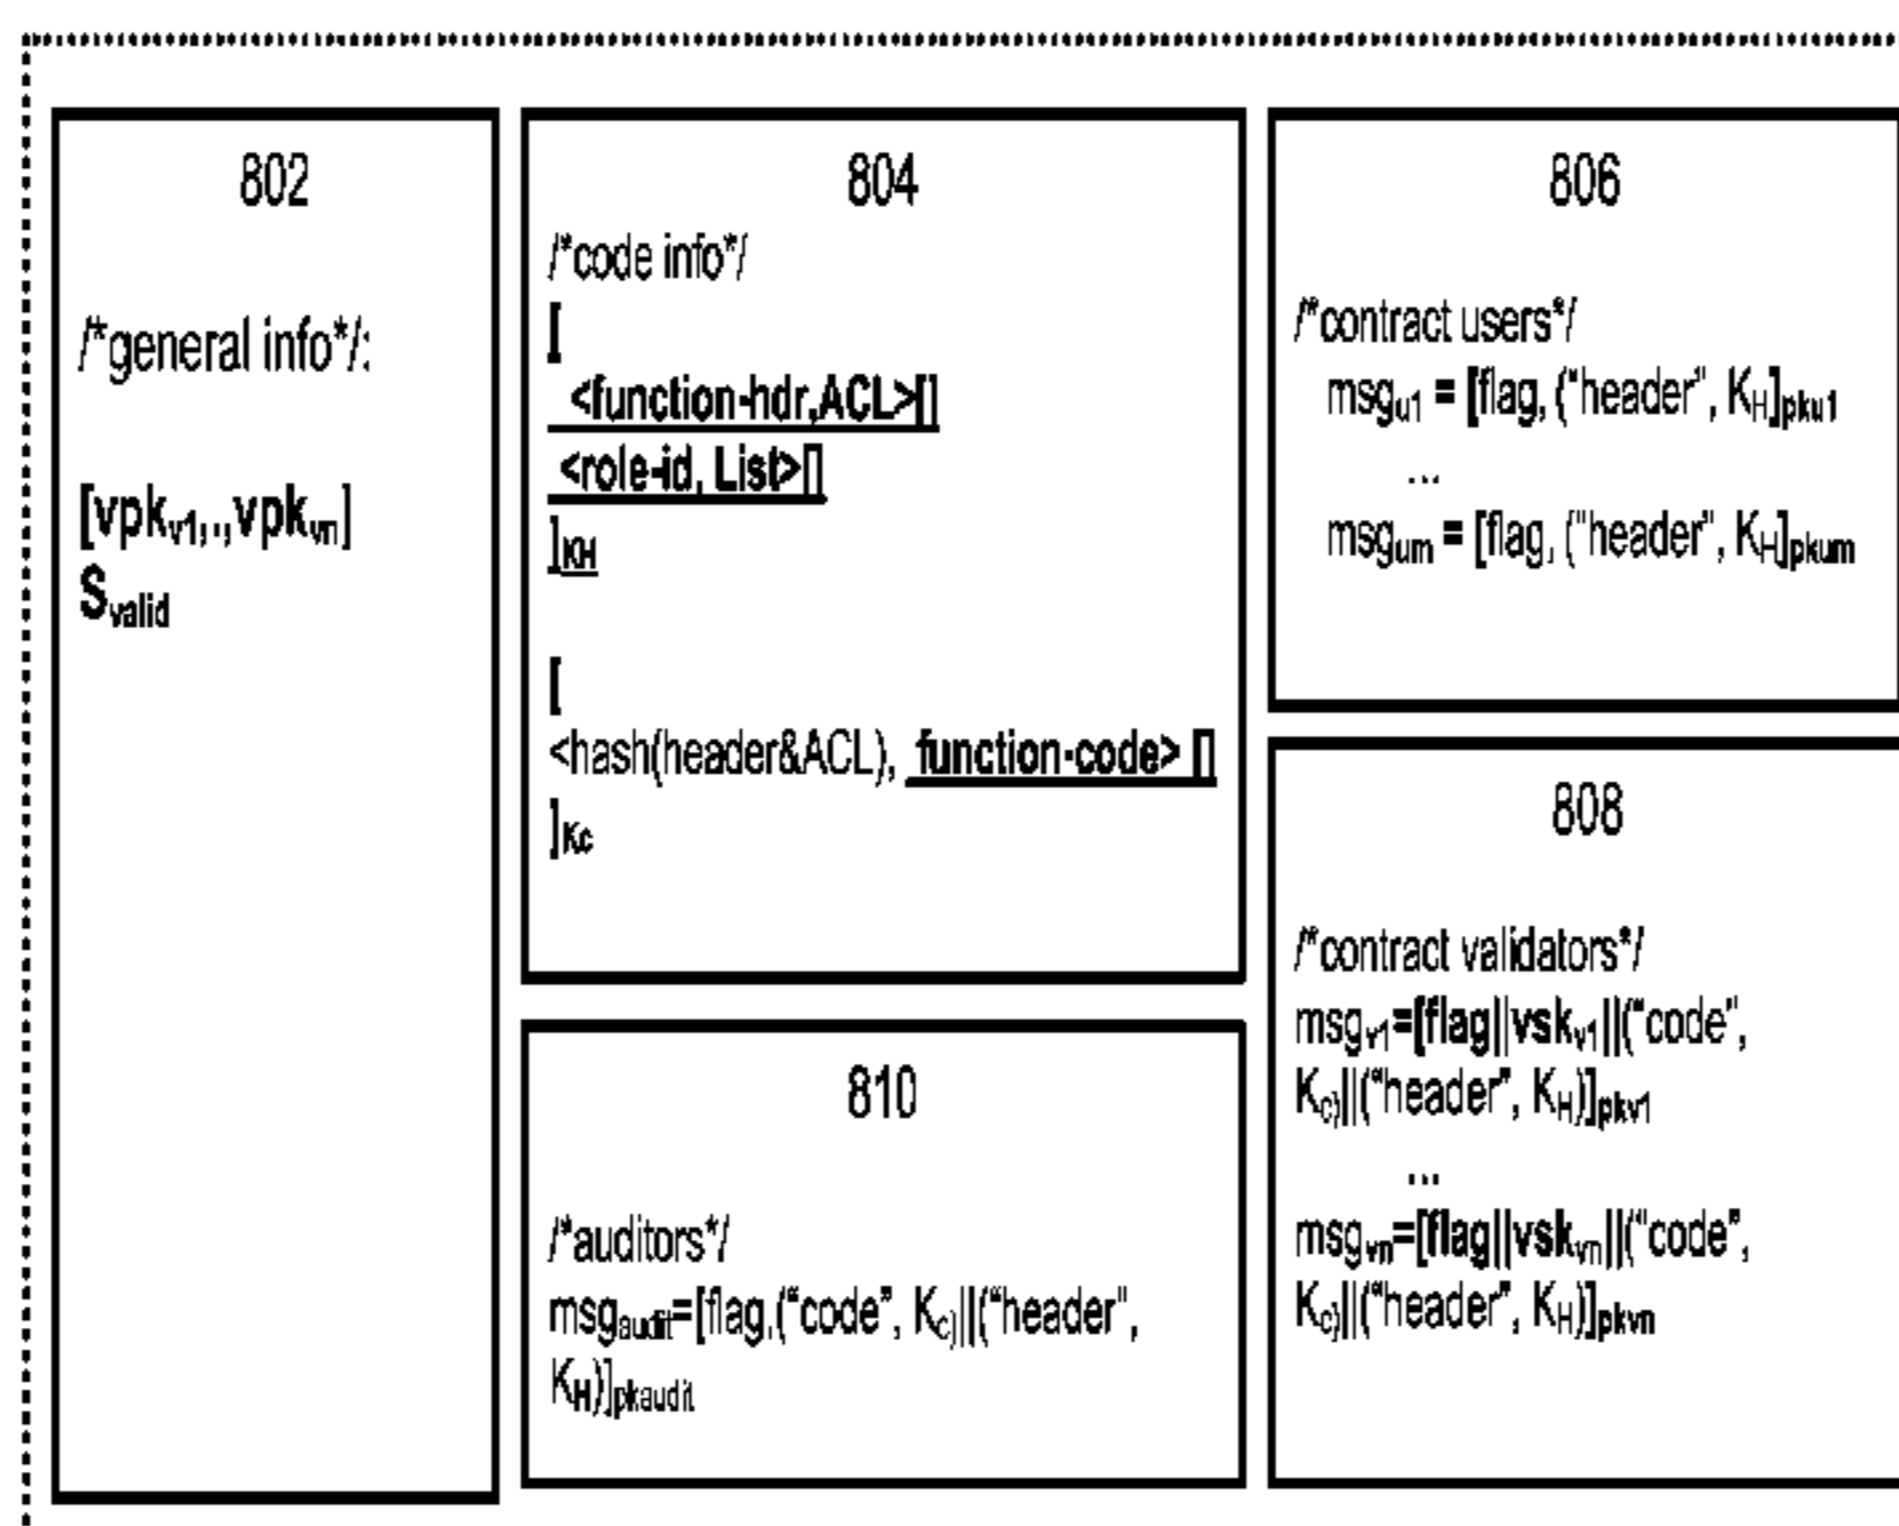 802
/*general info*/:
[vpkv1,.,,vpkvn]
Svalid
804
/*code info*/
[
<function-hdr,ACL>[]
<role-id, List>[]
]KH
[
<hash(header&ACL), function-code> []
]Kc
806
/*contract users*/
msgu1 = [flag, ("header", KH]pku1
...
msgum = [flag, ("header", KH]pkum
808
/*contract validators*/
msgv1=[flag||vskv1||("code",
Kc)||("header", KH)]pkv1
...
msgvn=[flag||vskvn||("code",
Kc)||("header", KH)]pkvn
810
/*auditors*/
msgaudit=[flag,("code", Kc)||("header",
KH)]pkaudit